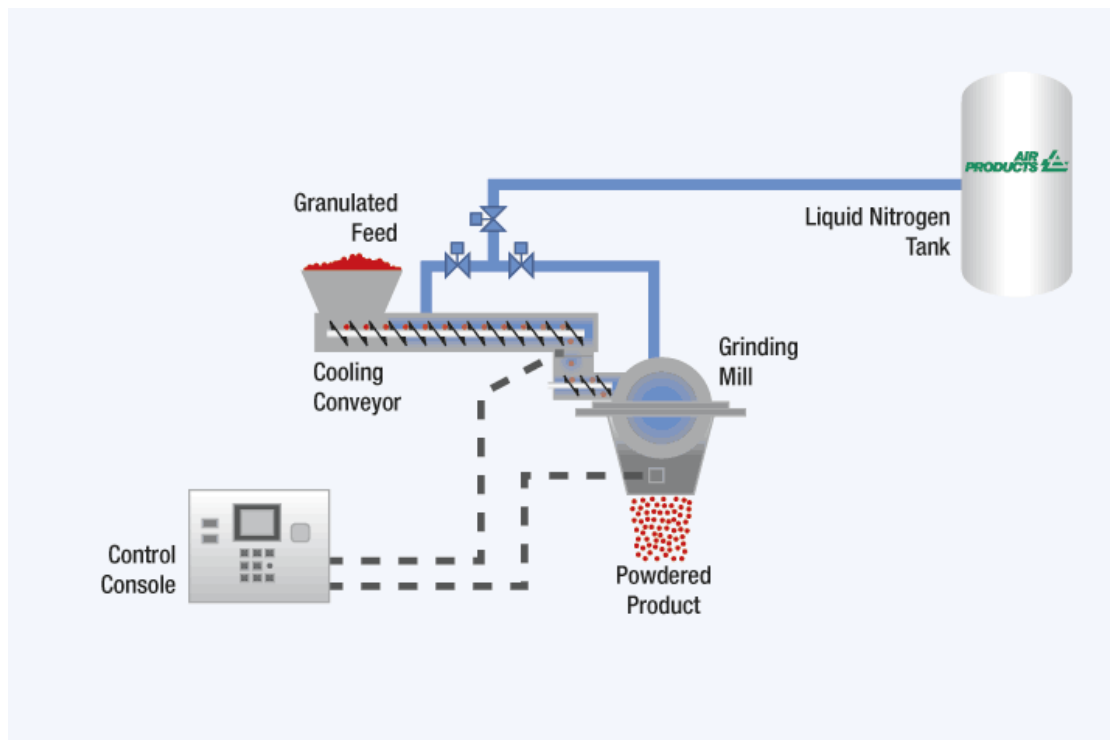 AIR
PRODUCTS
Granulated
Feed
Liquid Nitrogen
Tank
Grinding
Mill
Cooling
Conveyor
Control
Console
Powdered
Product